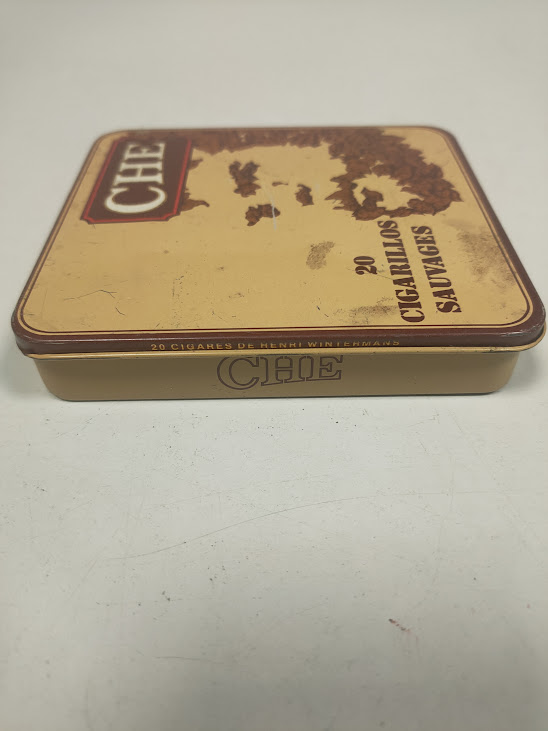 CHE
20
CIGARILLOS
SAUVAGES
20 CIGARES DE HENRI WINTERMANS
CHE